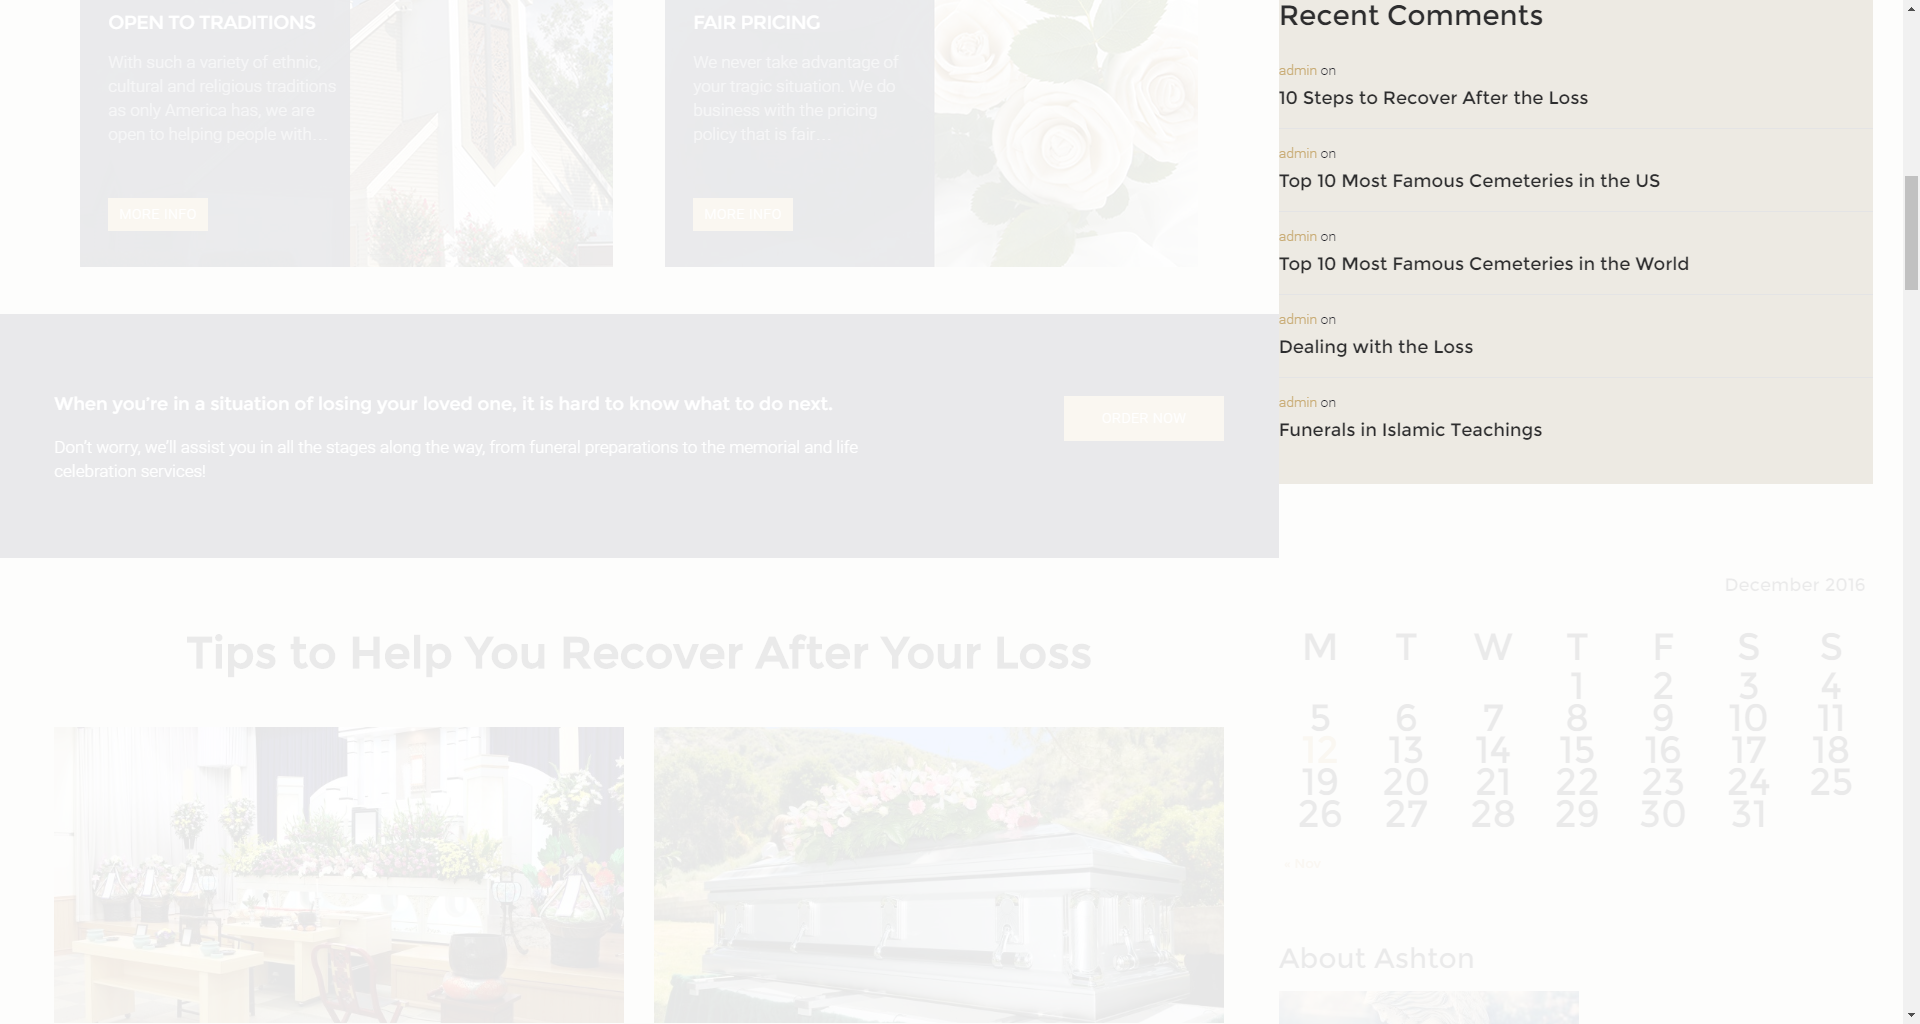 OPEN TO TRADITIONS
With such a variety of ethnic,
cultural and religious traditions
as only America has, we are
open to helping people with...
MORE INFO
FAIR PRICING
We never take advantage of
your tragic situation. We do
business with the pricing
policy that is fair...
MORE INFO
When you're in a situation of losing your loved one, it is hard to know what to do next.
Don't worry, we'll assist you in all the stages along the way, from funeral preparations to the memorial and life
celebration services!
ORDER NOW
Tips to Help You Recover After Your Loss
Recent Comments
admin on
10 Steps to Recover After the Loss
admin on
Top 10 Most Famous Cemeteries in the US
admin on
Top 10 Most Famous Cemeteries in the World
admin on
Dealing with the Loss
admin on
Funerals in Islamic Teachings
December 2016
M T W T F S S
1 2 3 4
5 6 7 8 9 10 11
12 13 14 15 16 17 18
19 20 21 22 23 24 25
26 27 28 29 30 31
« Nov
About Ashton